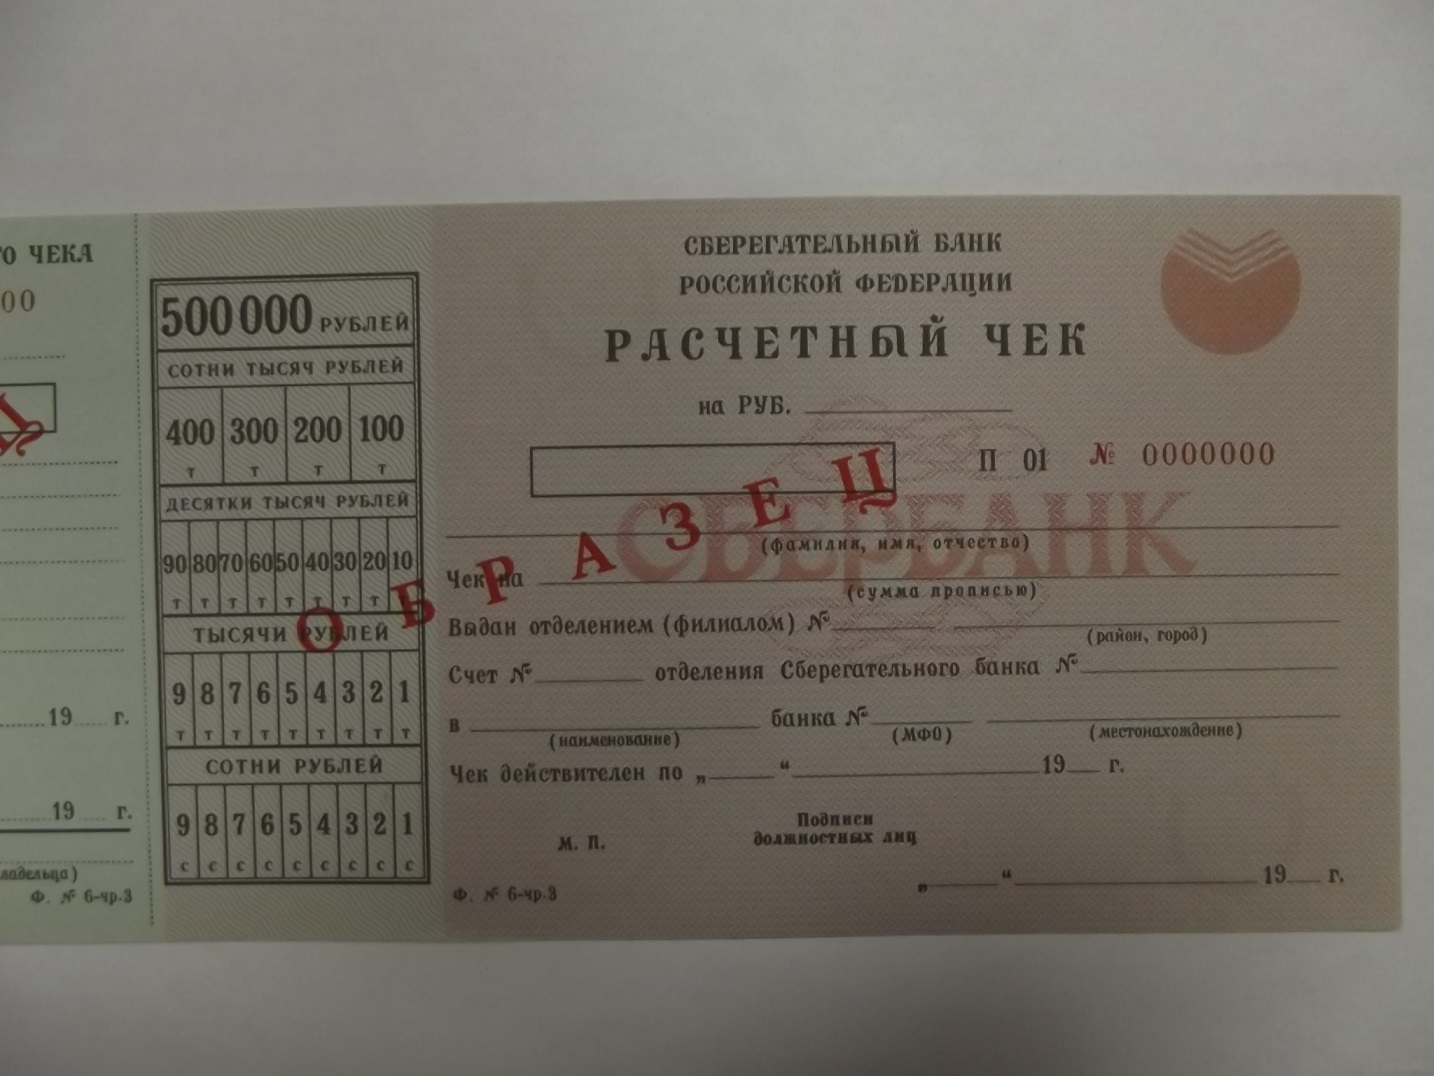 О ЧЕКА
00
19 г.
19 г.
Ф. № 6-чр.3
500 000 РУБЛЕЙ
СОТНИ ТЫСЯЧ РУБЛЕЙ
400 300 200 100
т т т т
ДЕСЯТКИ ТЫСЯЧ РУБЛЕЙ
90 80 70 60 50 40 30 20 10
т т т т т т т т т
ТЫСЯЧИ РУБЛЕЙ
9 8 7 6 5 4 3 2 1
т т т т т т т т т
СОТНИ РУБЛЕЙ
9 8 7 6 5 4 3 2 1
с с с с с с с с с
СБЕРЕГАТЕЛЬНЫЙ БАНК
РОССИЙСКОЙ ФЕДЕРАЦИИ
РАСЧЕТНЫЙ ЧЕК
на РУБ.
П 01 № 0000000
ОБРАЗЕЦ
СБЕРБАНК
(фамилия, имя, отчество)
Чек на
(сумма прописью)
Выдан отделением (филиалом) №
(район, город)
Счет № отделения Сберегательного банка №
в банка №
(наименование) (МФО) (местонахождение)
Чек действителен по „ “ 19 г.
М. П. Подписи
должностных лиц
„ “ 19 г.
Ф. № 6-чр.3